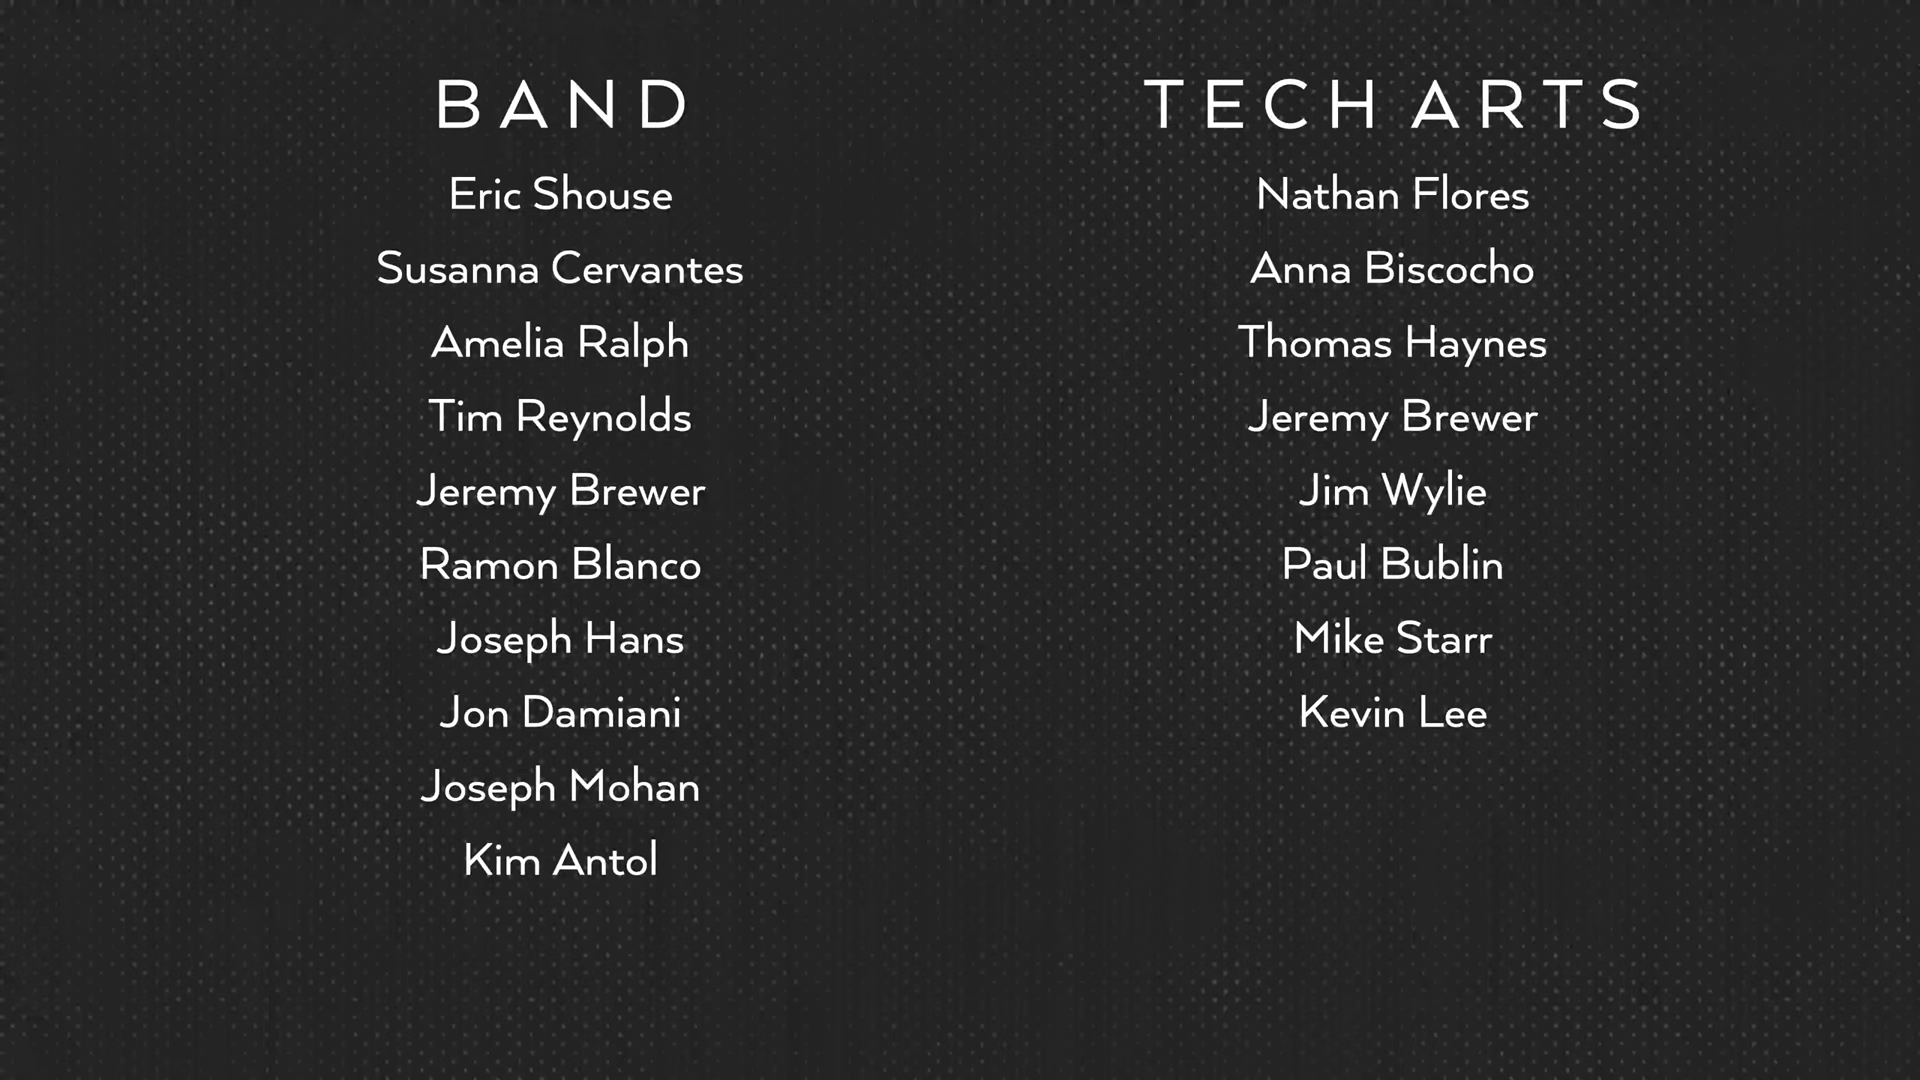 BAND
Eric Shouse
Susanna Cervantes
Amelia Ralph
Tim Reynolds
Jeremy Brewer
Ramon Blanco
Joseph Hans
Jon Damiani
Joseph Mohan
Kim Antol
TECH ARTS
Nathan Flores
Anna Biscocho
Thomas Haynes
Jeremy Brewer
Jim Wylie
Paul Bublin
Mike Starr
Kevin Lee